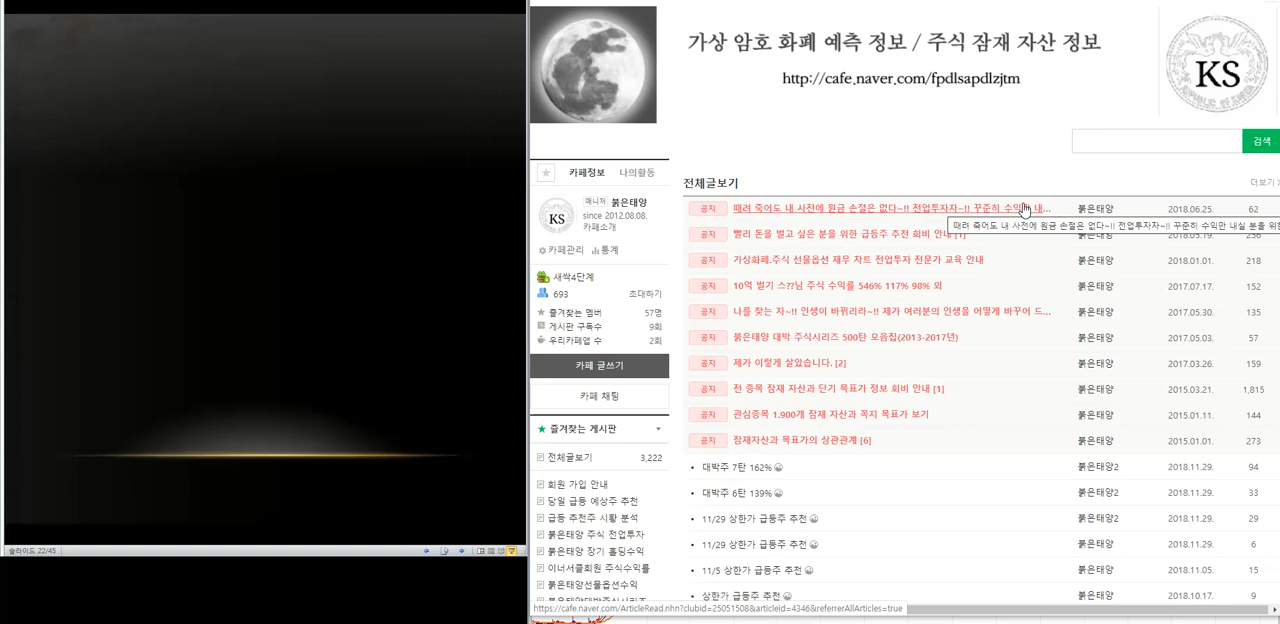 가상 암호 화폐 예측 정보 / 주식 잠재 자산 정보
http://cafe.naver.com/fpdlsapdlzjtm
KS
검색
카페정보 나의활동
KS
매니저 붉은태양
since 2012.08.08.
카페소개
카페관리 통계
새싹4단계
693 초대하기
즐겨찾는 멤버 57명
게시판 구독수 9회
우리카페앱 수 2회
카페 글쓰기
카페 채팅
즐겨찾는 게시판
전체글보기 3,222
회원 가입 안내
당일 급등 예상주 추천
급등 추천주 시황 분석
붉은태양 주식 전업투자
붉은태양 장기 홀딩수익
이너서클회원 주식수익률
붉은태양선물옵션수익
전체글보기 더보기
공지 때려 죽어도 내 사전에 원금 손절은 없다~!! 전업투자자~!! 꾸준히 수익만 내... 붉은태양 2018.06.25. 62
때려 죽어도 내 사전에 원금 손절은 없다~!! 전업투자자~!! 꾸준히 수익만 내실 분을 위한
공지 빨리 돈을 벌고 싶은 분을 위한 급등주 추천 회비 안내 [1] 붉은태양 2018.05.19.
공지 가상화폐,주식 선물옵션 재무 차트 전업투자 전문가 교육 안내 붉은태양 2018.01.01. 218
공지 10억 벌기 스??님 주식 수익률 546% 117% 98% 외 붉은태양 2017.07.17. 152
공지 나를 찾는 자~!! 인생이 바뀌리라~!! 제가 여러분의 인생을 어떻게 바꾸어 드... 붉은태양 2017.05.30. 135
공지 붉은태양 대박 주식시리즈 500탄 모음집(2013-2017년) 붉은태양 2017.05.03. 57
공지 제가 이렇게 살았습니다. [2] 붉은태양 2017.03.26. 159
공지 전 종목 잠재 자산과 단기 목표가 정보 회비 안내 [1] 붉은태양 2015.03.21. 1,815
공지 관심종목 1.900개 잠재 자산과 꼭지 목표가 보기 붉은태양 2015.01.11. 144
공지 잠재자산과 목표가의 상관관계 [6] 붉은태양 2015.01.01. 273
대박주 7탄 162% 붉은태양2 2018.11.29. 94
대박주 6탄 139% 붉은태양2 2018.11.29. 33
11/29 상한가 급등주 추천 붉은태양2 2018.11.29. 29
11/29 상한가 급등주 추천 붉은태양 2018.11.29. 6
11/5 상한가 급등주 추천 붉은태양 2018.11.05. 15
상한가 급등주 추천 붉은태양 2018.10.17. 9
https://cafe.naver.com/ArticleRead.nhn?clubid=25051508&articleid=4346&referrerAllArticles=true
슬라이드 22/45